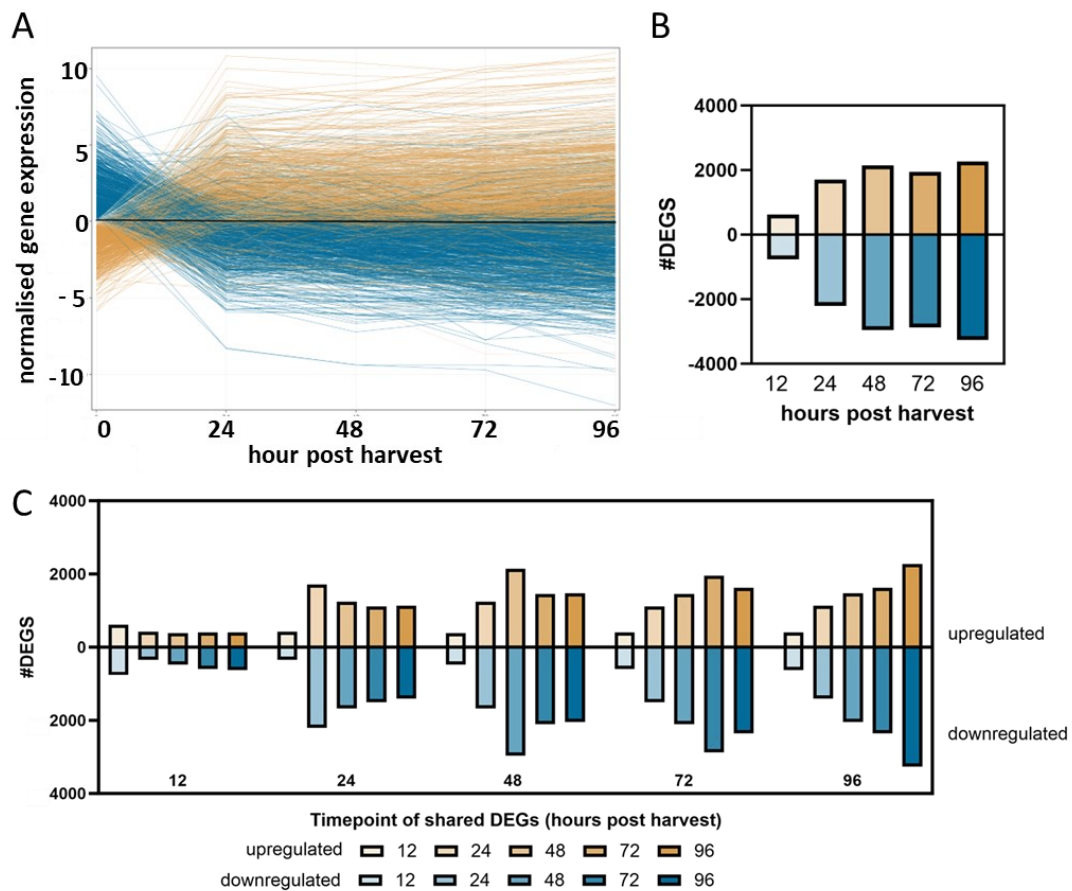 A
normalised gene expression
10
5
0
- 5
-10
0 24 48 72 96
hour post harvest
B
#DEGS
4000
2000
0
-2000
-4000
12 24 48 72 96
hours post harvest
C
#DEGS
4000
2000
0
2000
4000
upregulated
downregulated
12 24 48 72 96
Timepoint of shared DEGs (hours post harvest)
upregulated 12 24 48 72 96
downregulated 12 24 48 72 96